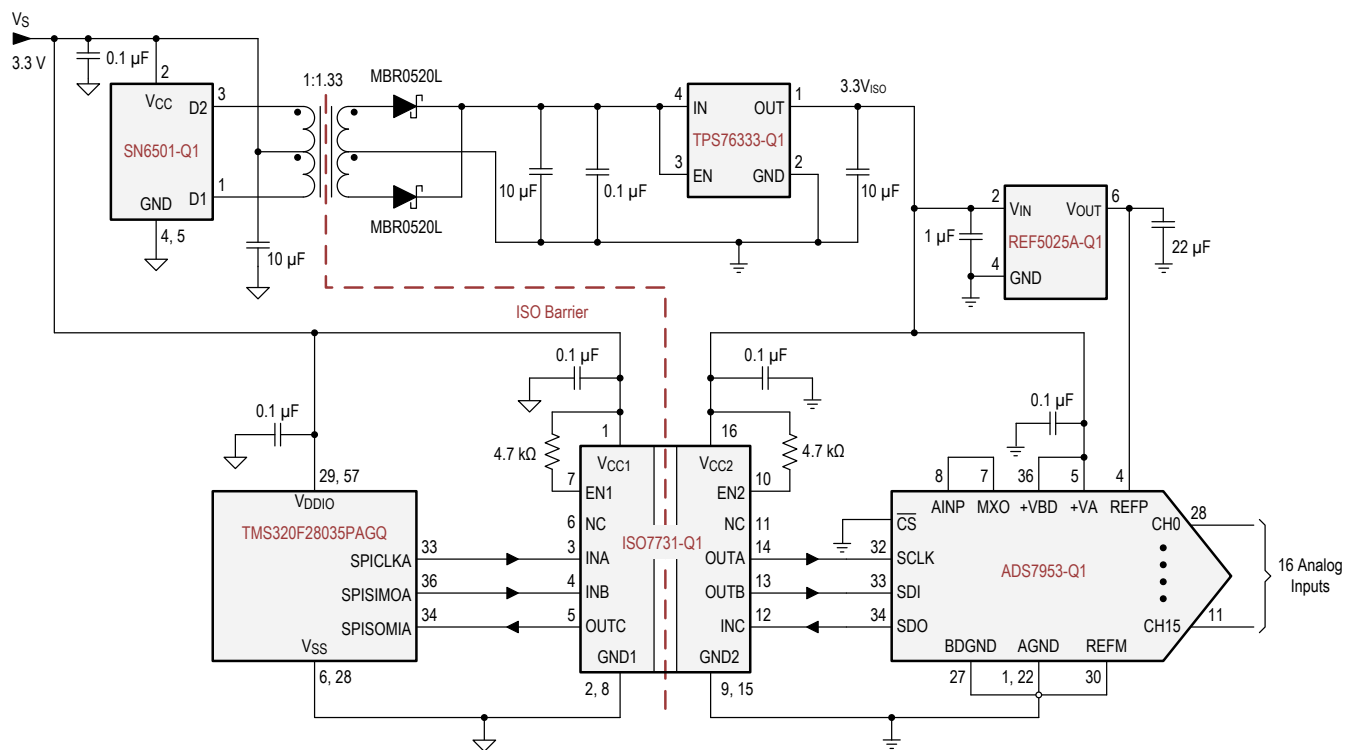 VS
3.3 V
0.1 µF
2
VCC
D2
3
SN6501-Q1
D1
1
GND
4, 5
10 µF
1:1.33
MBR0520L
MBR0520L
10 µF
0.1 µF
4
IN
OUT
1
TPS76333-Q1
3
EN
GND
2
3.3VISO
10 µF
2
VIN
VOUT
6
REF5025A-Q1
1 µF
4
GND
22 µF
ISO Barrier
0.1 µF
0.1 µF
0.1 µF
0.1 µF
4.7 kΩ
1
16
4.7 kΩ
29, 57
VDDIO
TMS320F28035PAGQ
SPICLKA
33
SPISIMOA
36
SPISOMIA
34
VSS
6, 28
VCC1
VCC2
7
EN1
EN2
10
6
NC
NC
11
ISO7731-Q1
3
INA
OUTA
14
4
INB
OUTB
13
5
OUTC
INC
12
GND1
GND2
2, 8
9, 15
8
7
36
5
4
AINP
MXO
+VBD
+VA
REFP
28
CS
CH0
32
SCLK
ADS7953-Q1
33
SDI
34
SDO
CH15
11
BDGND
AGND
REFM
27
1, 22
30
16 Analog
Inputs